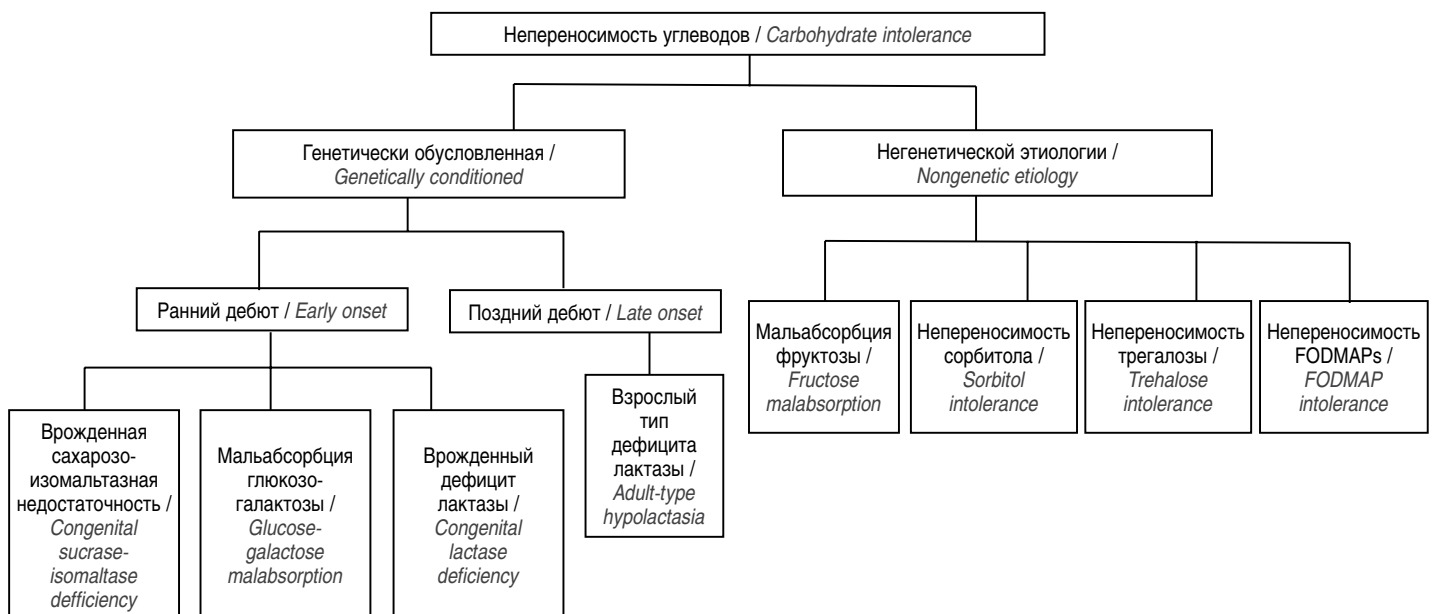 Непереносимость углеводов / Carbohydrate intolerance
Генетически обусловленная /
Genetically conditioned
Негенетической этиологии /
Nongenetic etiology
Ранний дебют / Early onset
Поздний дебют / Late onset
Мальабсорбция
фруктозы /
Fructose
malabsorption
Непереносимость
сорбитола /
Sorbitol
intolerance
Непереносимость
трегалозы /
Trehalose
intolerance
Непереносимость
FODMAPs /
FODMAP
intolerance
Врожденная
сахарозо-
изомальтазная
недостаточность /
Congenital
sucrase-
isomaltase
defficiency
Мальабсорбция
глюкозо-
галактозы /
Glucose-
galactose
malabsorption
Врожденный
дефицит
лактазы /
Congenital
lactase
deficiency
Взрослый
тип
дефицита
лактазы /
Adult-type
hypolactasia